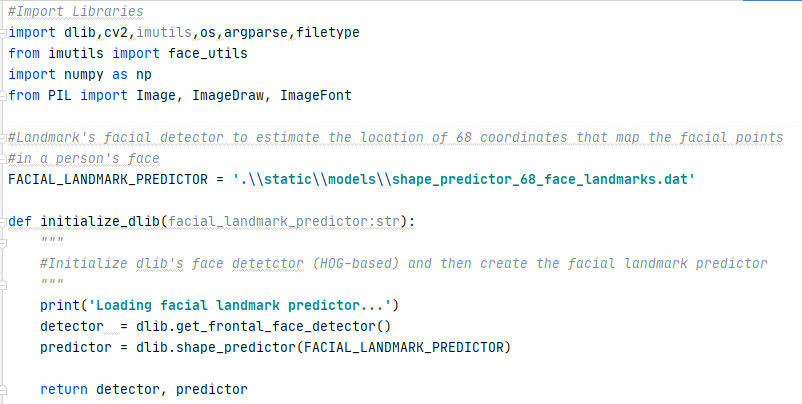 #Import Libraries
import dlib,cv2,imutils,os,argparse,filetype
from imutils import face_utils
import numpy as np
from PIL import Image, ImageDraw, ImageFont
#Landmark's facial detector to estimate the location of 68 coordinates that map the facial points
#in a person's face
FACIAL_LANDMARK_PREDICTOR = '.\\static\\models\\shape_predictor_68_face_landmarks.dat'
def initialize_dlib(facial_landmark_predictor:str):
    """
    #Initialize dlib's face detetctor (HOG-based) and then create the facial landmark predictor
    """
    print('Loading facial landmark predictor...')
    detector  = dlib.get_frontal_face_detector()
    predictor = dlib.shape_predictor(FACIAL_LANDMARK_PREDICTOR)
    return detector, predictor